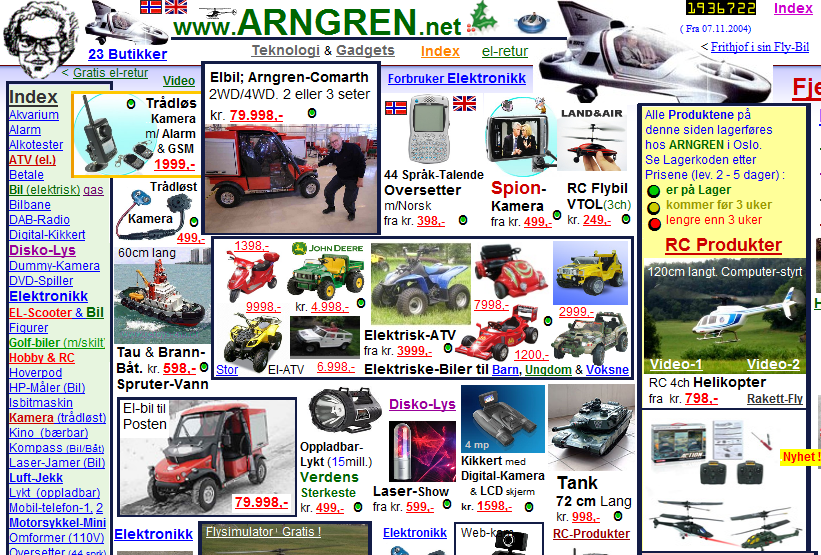 www.ARNGREN.net
23 Butikker
1936722
( Fra 07.11.2004)
Index
< Frithjof i sin Fly-Bil
Teknologi & Gadgets
Index
el-retur
< Gratis el-retur
Video
Index
Akvarium
Alarm
Alkotester
ATV (el.)
Betale
Bil (elektrisk) gas
Bilbane
DAB-Radio
Digital-Kikkert
Disko-Lys
Dummy-Kamera
DVD-Spiller
Elektronikk
EL-Scooter & Bil
Figurer
Golf-biler (m/skilt)
Hobby & RC
Hoverpod
HP-Måler (Bil)
Isbitmaskin
Kamera (trådløst)
Kino (bærbar)
Kompass (Bil/Båt)
Laser-Jamer (Bil)
Luft-Jekk
Lykt (oppladbar)
Mobil-telefon-1, 2
Motorsykkel-Mini
Omformer (110V)
Oversetter (44 språk)
Trådløs
Kamera
m/ Alarm
& GSM
1999,-
Trådløst
Kamera
499,-
Elbil; Arngren-Comarth
2WD/4WD. 2 eller 3 seter
kr. 79.998,-
Forbruker Elektronikk
44 Språk-Talende
Oversetter
m/Norsk
fra kr. 398,-
Spion-
Kamera
fra kr. 499,-
LAND&AIR
RC Flybil
VTOL(3ch)
kr. 249,-
Fje
Alle Produktene på
denne siden lagerføres
hos ARNGREN i Oslo.
Se Lagerkoden etter
Prisene (lev. 2 - 5 dager) :
er på Lager
kommer før 3 uker
lengre enn 3 uker
RC Produkter
120cm langt. Computer-styrt
Video-1
Video-2
RC 4ch Helikopter
fra kr. 798,-
Rakett-Fly
60cm lang
Tau & Brann-
Båt. kr. 598,-
Spruter-Vann
1398,-
JOHN DEERE
9998,-
kr. 4.998,-
Stor
El-ATV
6.998,-
Elektrisk-ATV
fra kr. 3999,-
7998,-
1200,-
2999,-
Elektriske-Biler til Barn, Ungdom & Voksne
El-bil til
Posten
79.998,-
Oppladbar-
Lykt (15mill.)
Verdens
Sterkeste
kr. 499,-
Disko-Lys
Laser-Show
fra kr. 599,-
4 mp
Kikkert med
Digital-Kamera
& LCD skjerm
kr. 1598,-
Tank
72 cm Lang
kr. 998,-
RC-Produkter
Nyhet !
Elektronikk
Flysimulator ! Gratis !
Elektronikk
Web-kam